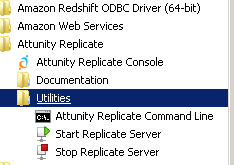 Amazon Redshift ODBC Driver (64-bit)
Amazon Web Services
Attunity Replicate
Attunity Replicate Console
Documentation
Utilities
Attunity Replicate Command Line
Start Replicate Server
Stop Replicate Server